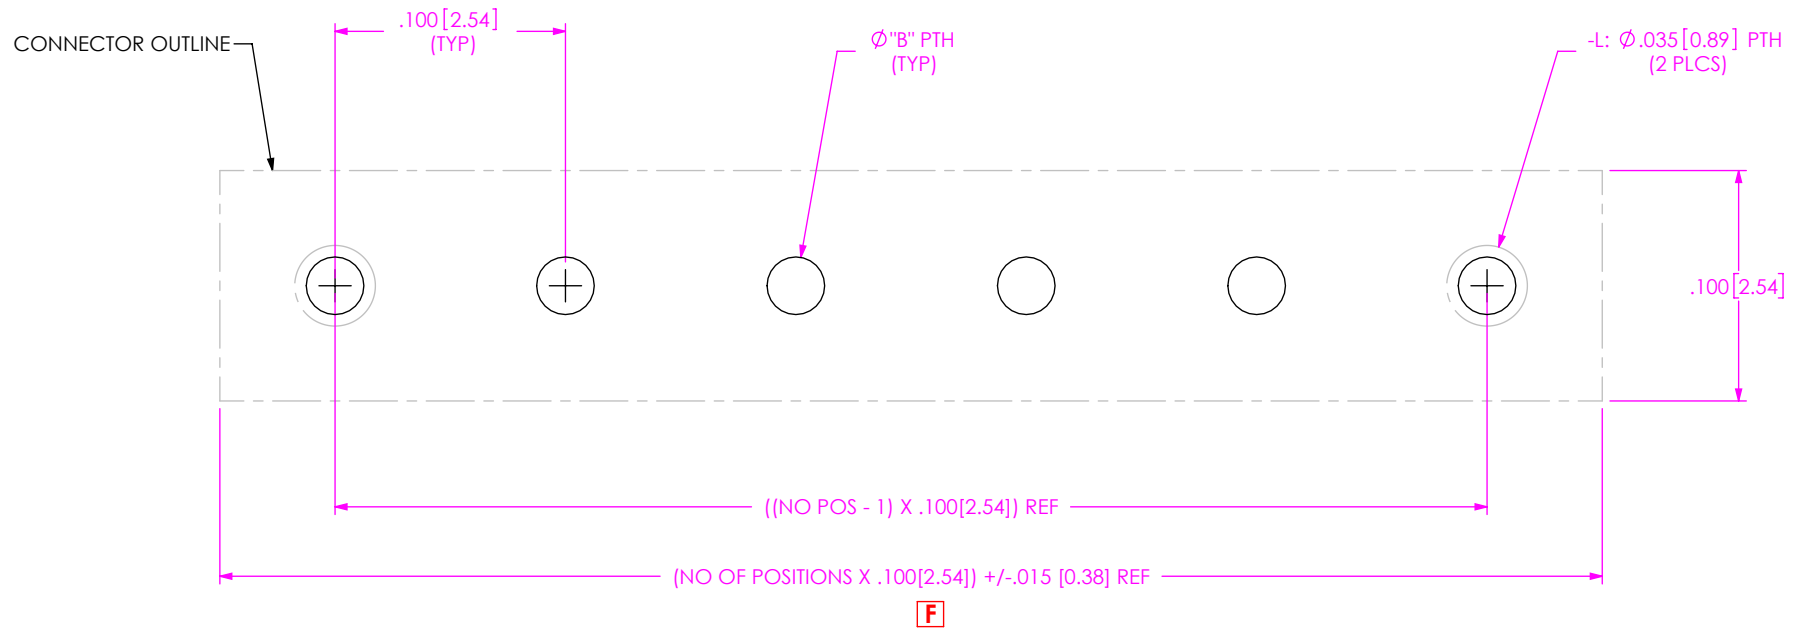 CONNECTOR OUTLINE
.100[2.54]
(TYP)
Ø"B" PTH
(TYP)
-L: Ø.035[0.89] PTH
(2 PLCS)
.100[2.54]
((NO POS - 1) X .100[2.54]) REF
(NO OF POSITIONS X .100[2.54]) +/-.015 [0.38] REF
F